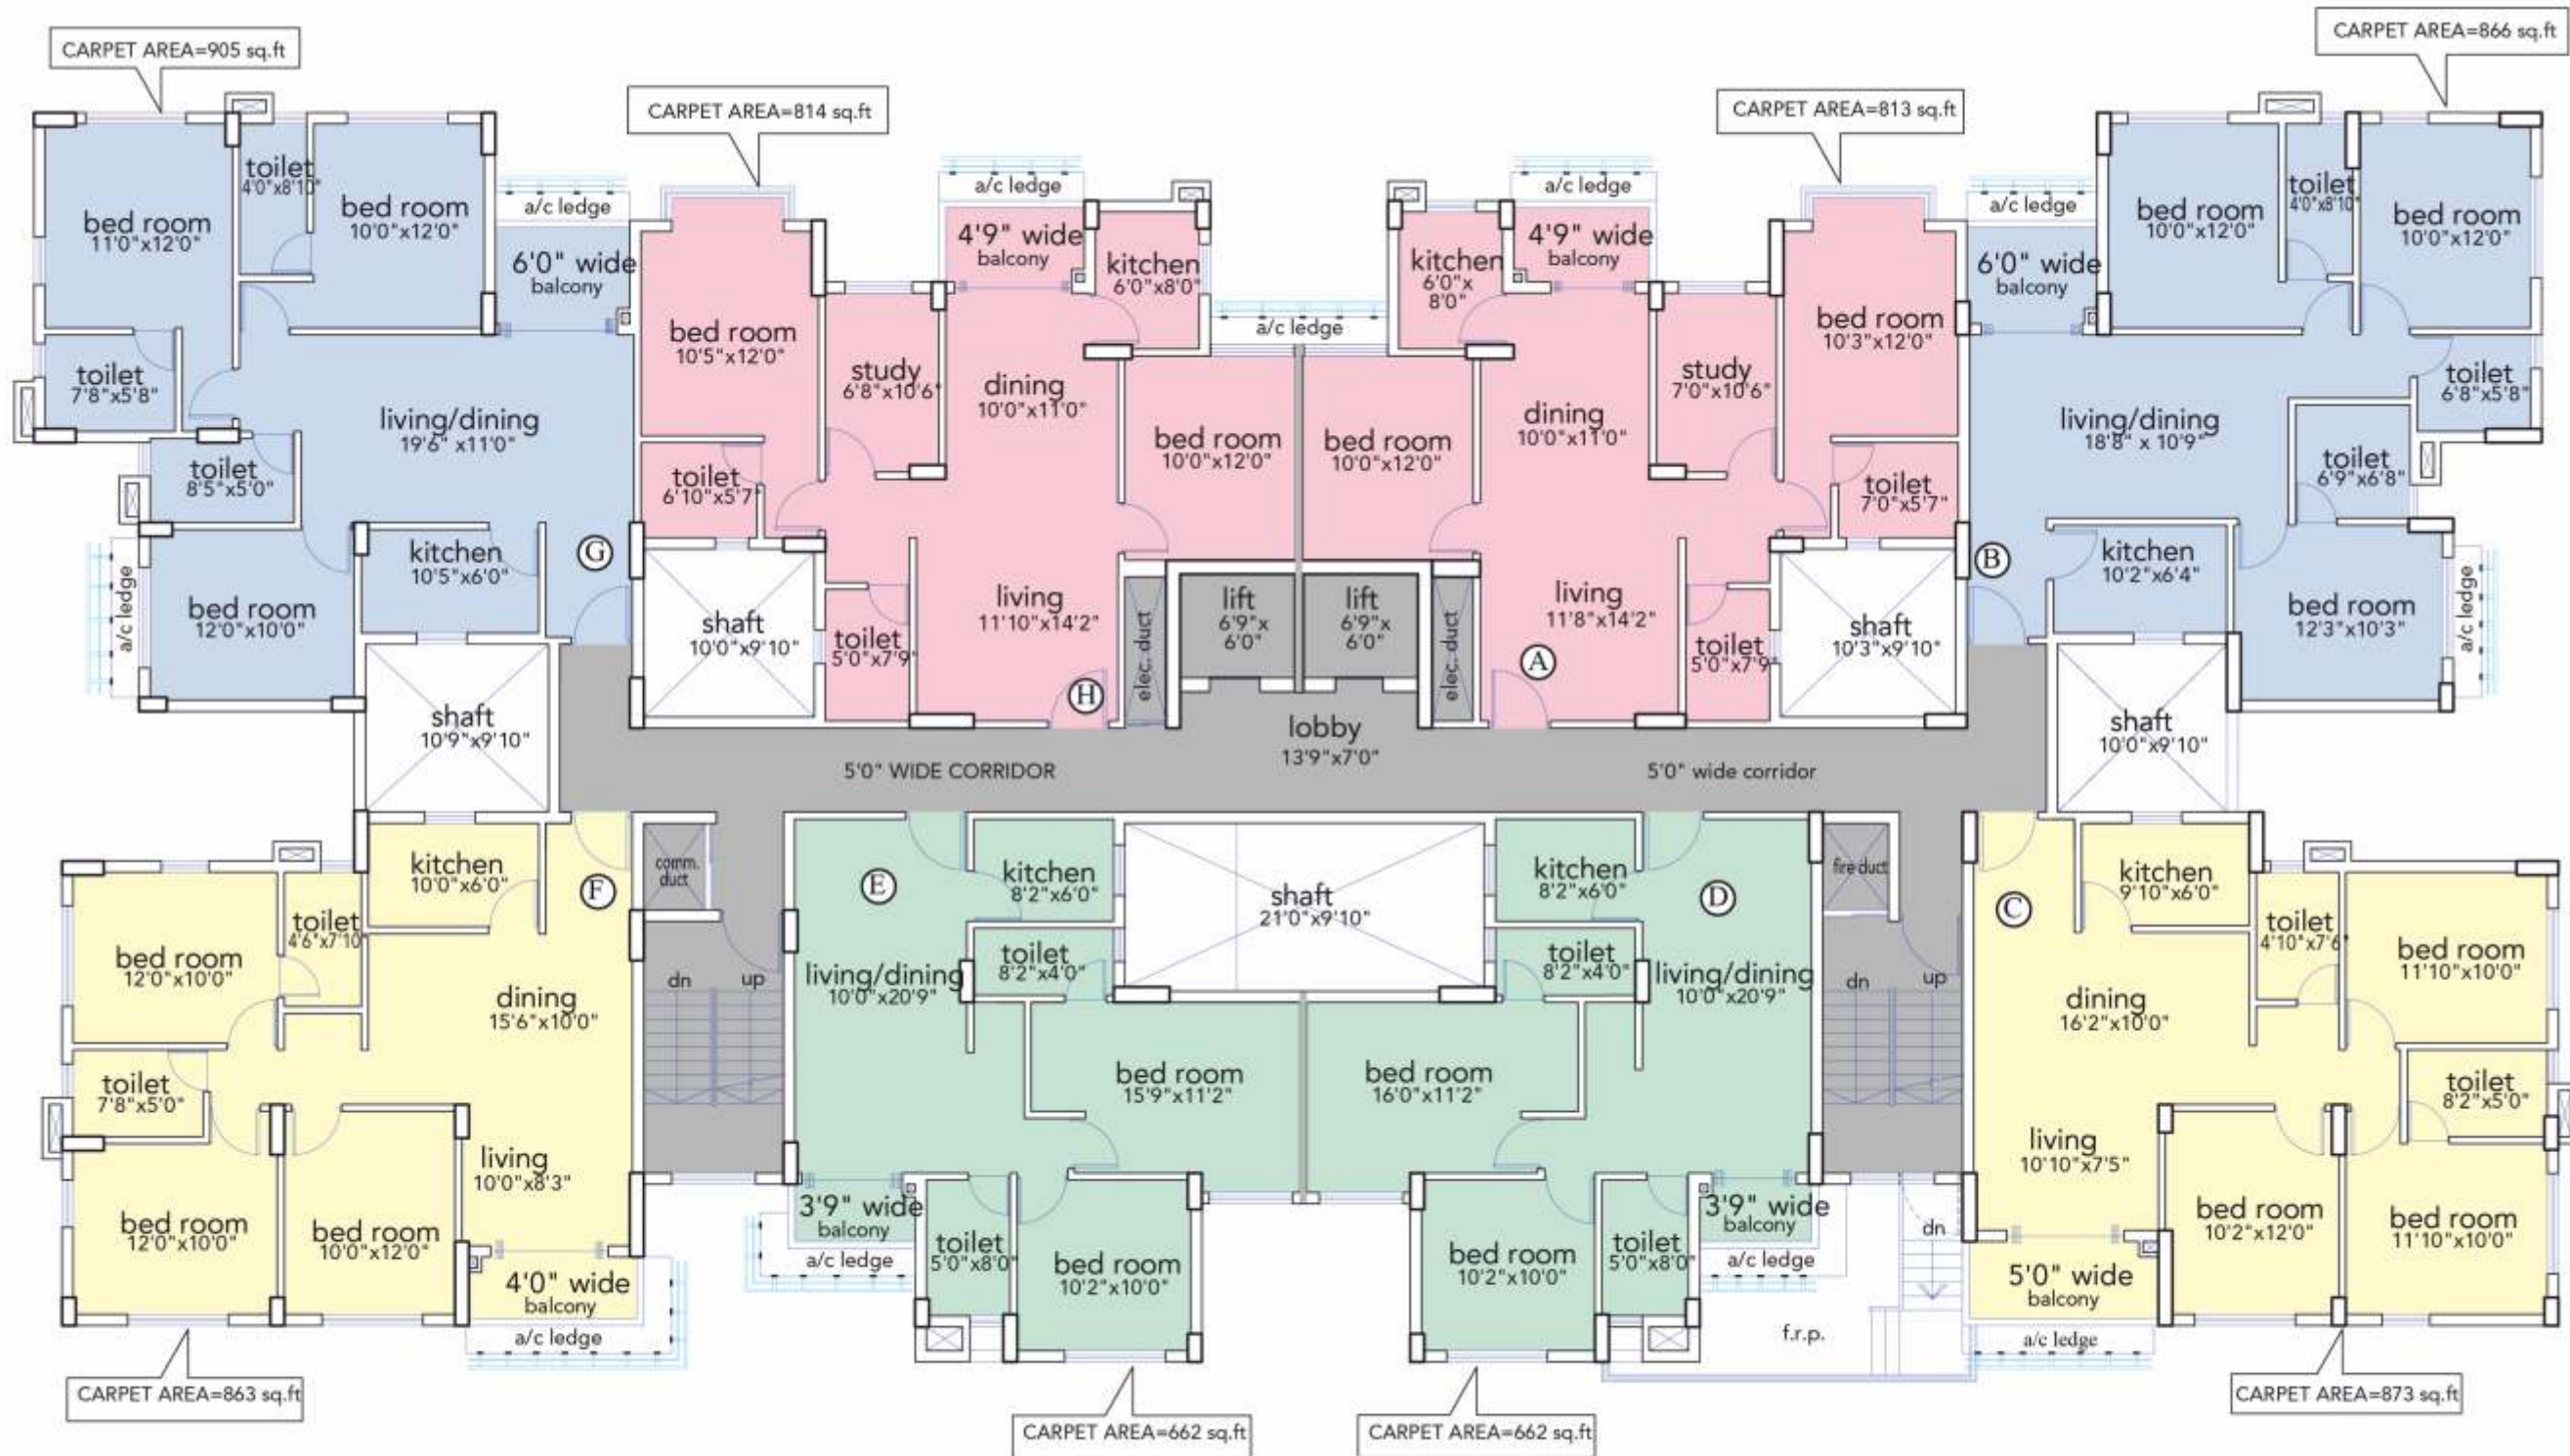 CARPET AREA=905 sq.ft
CARPET AREA=866 sq.ft
CARPET AREA=814 sq.ft
CARPET AREA=813 sq.ft
bed room
11'0"x12'0"
toilet
4'0"x8'10"
bed room
10'0"x12'0"
a/c ledge
6'0" wide
balcony
toilet
7'8"x5'8"
living/dining
19'6" x11'0"
toilet
8'5"x5'0"
kitchen
10'5"x6'0"
G
bed room
12'0"x10'0"
a/c ledge
shaft
10'9"x9'10"
bed room
10'5"x12'0"
toilet
6'10"x5'7"
study
6'8"x10'6"
a/c ledge
4'9" wide
balcony
kitchen
6'0"x8'0"
dining
10'0"x11'0"
bed room
10'0"x12'0"
living
11'10"x14'2"
shaft
10'0"x9'10"
toilet
5'0"x7'9"
H
elec. duct
a/c ledge
lift
6'9"x
6'0"
lift
6'9"x
6'0"
elec. duct
lobby
13'9"x7'0"
5'0" WIDE CORRIDOR
5'0" wide corridor
a/c ledge
kitchen
6'0"x
8'0"
4'9" wide
balcony
bed room
10'0"x12'0"
dining
10'0"x11'0"
study
7'0"x10'6"
bed room
10'3"x12'0"
toilet
7'0"x5'7"
living
11'8"x14'2"
A
toilet
5'0"x7'9"
shaft
10'3"x9'10"
a/c ledge
6'0" wide
balcony
bed room
10'0"x12'0"
toilet
4'0"x8'10"
bed room
10'0"x12'0"
living/dining
18'8" x 10'9"
toilet
6'8"x5'8"
toilet
6'9"x6'8"
B
kitchen
10'2"x6'4"
bed room
12'3"x10'3"
a/c ledge
shaft
10'0"x9'10"
kitchen
10'0"x6'0"
F
bed room
12'0"x10'0"
toilet
4'6"x7'10"
dining
15'6"x10'0"
toilet
7'8"x5'0"
living
10'0"x8'3"
bed room
12'0"x10'0"
bed room
10'0"x12'0"
4'0" wide
balcony
a/c ledge
comm.
duct
dn
up
E
kitchen
8'2"x6'0"
toilet
8'2"x4'0"
living/dining
10'0"x20'9"
bed room
15'9"x11'2"
3'9" wide
balcony
a/c ledge
toilet
5'0"x8'0"
bed room
10'2"x10'0"
shaft
21'0"x9'10"
kitchen
8'2"x6'0"
D
toilet
8'2"x4'0"
living/dining
10'0"x20'9"
bed room
16'0"x11'2"
bed room
10'2"x10'0"
toilet
5'0"x8'0"
3'9" wide
balcony
a/c ledge
fire duct
dn
up
dn
f.r.p.
C
kitchen
9'10"x6'0"
toilet
4'10"x7'6"
bed room
11'10"x10'0"
dining
16'2"x10'0"
toilet
8'2"x5'0"
living
10'10"x7'5"
bed room
10'2"x12'0"
bed room
11'10"x10'0"
5'0" wide
balcony
a/c ledge
CARPET AREA=863 sq.ft
CARPET AREA=662 sq.ft
CARPET AREA=662 sq.ft
CARPET AREA=873 sq.ft